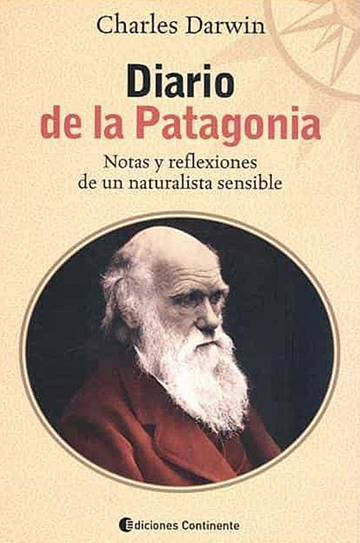 Charles Darwin
Diario
de la Patagonia
Notas y reflexiones
de un naturalista sensible
Ediciones Continente